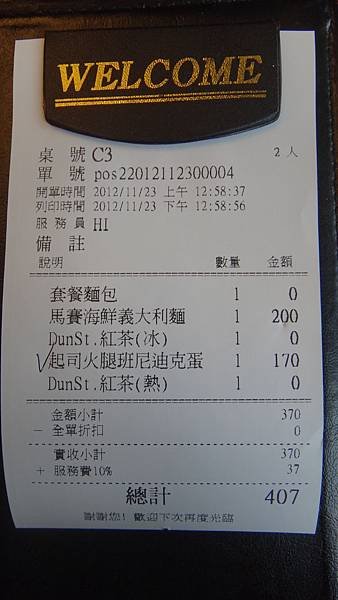 WELCOME
桌 號 C3 2 人
單 號 pos22012112300004
開單時間 2012/11/23 上午 12:58:37
列印時間 2012/11/23 下午 12:58:56
服 務 員 HI
備 註
說明 數量 金額
套餐麵包 1 0
馬賽海鮮義大利麵 1 200
DunSt.紅茶(冰) 1 0
起司火腿班尼迪克蛋 1 170
DunSt.紅茶(熱) 1 0
金額小計 370
－ 全單折扣 0
實收小計 370
+ 服務費10% 37
總計 407
謝謝您! 歡迎下次再度光臨